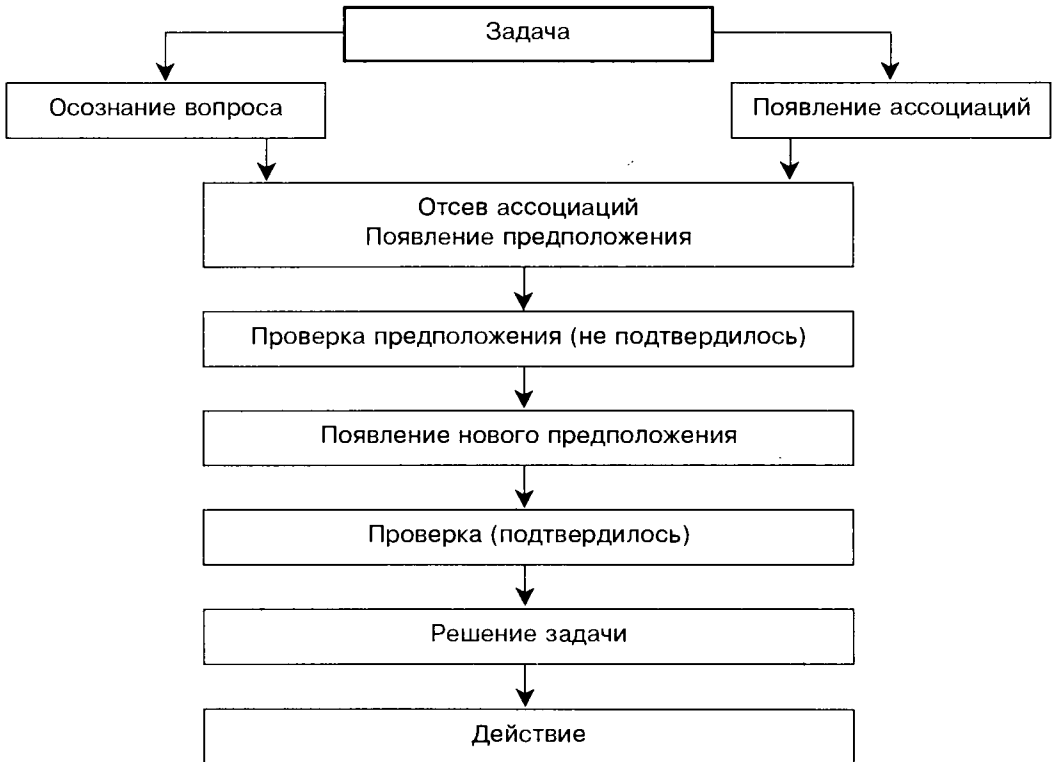 Задача
Осознание вопроса
Появление ассоциаций
Отсев ассоциаций
Появление предположения
Проверка предположения (не подтвердилось)
Появление нового предположения
Проверка (подтвердилось)
Решение задачи
Действие